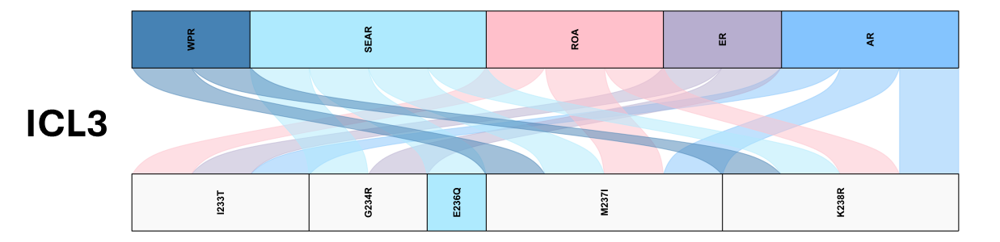 WPR
SEAR
ROA
ER
AR
ICL3
I233T
G234R
E236Q
M237I
K238R